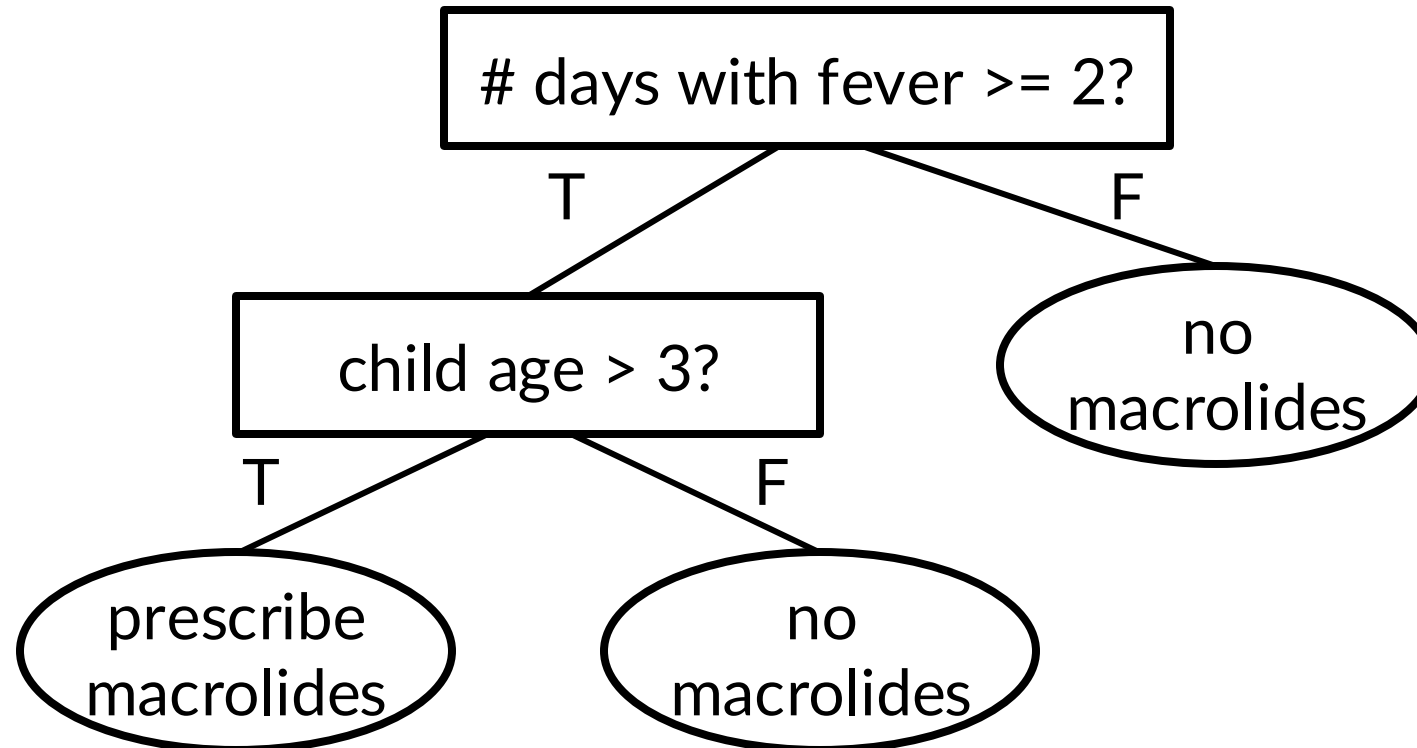 # days with fever >= 2?
T
F
child age > 3?
no
macrolides
T
F
prescribe
macrolides
no
macrolides